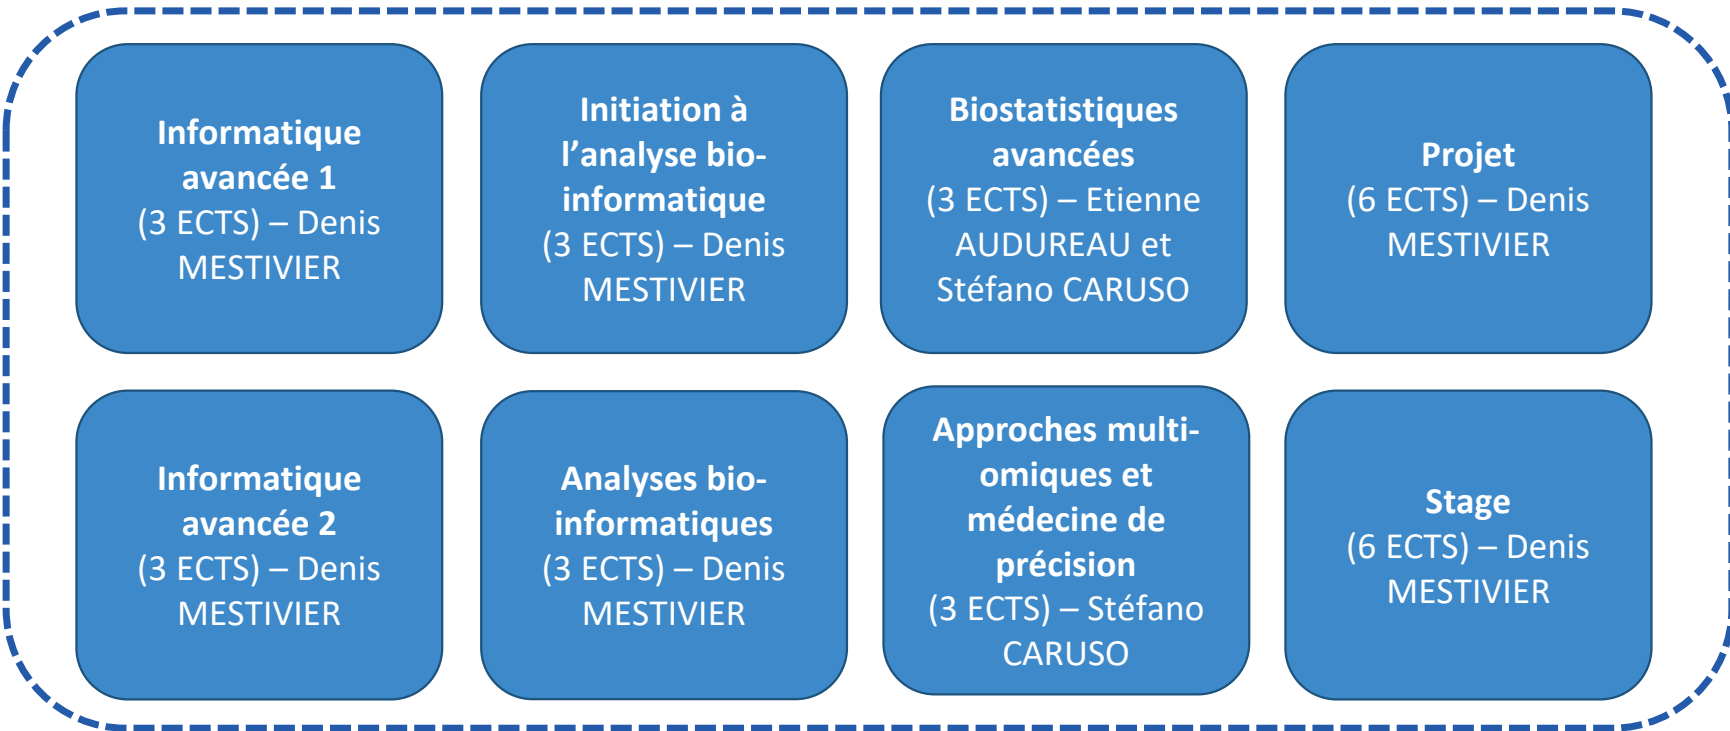 Informatique
avancée 1
(3 ECTS) – Denis
MESTIVIER
Initiation à
l’analyse bio-
informatique
(3 ECTS) – Denis
MESTIVIER
Biostatistiques
avancées
(3 ECTS) – Etienne
AUDUREAU et
Stéfano CARUSO
Projet
(6 ECTS) – Denis
MESTIVIER
Informatique
avancée 2
(3 ECTS) – Denis
MESTIVIER
Analyses bio-
informatiques
(3 ECTS) – Denis
MESTIVIER
Approches multi-
omiques et
médecine de
précision
(3 ECTS) – Stéfano
CARUSO
Stage
(6 ECTS) – Denis
MESTIVIER